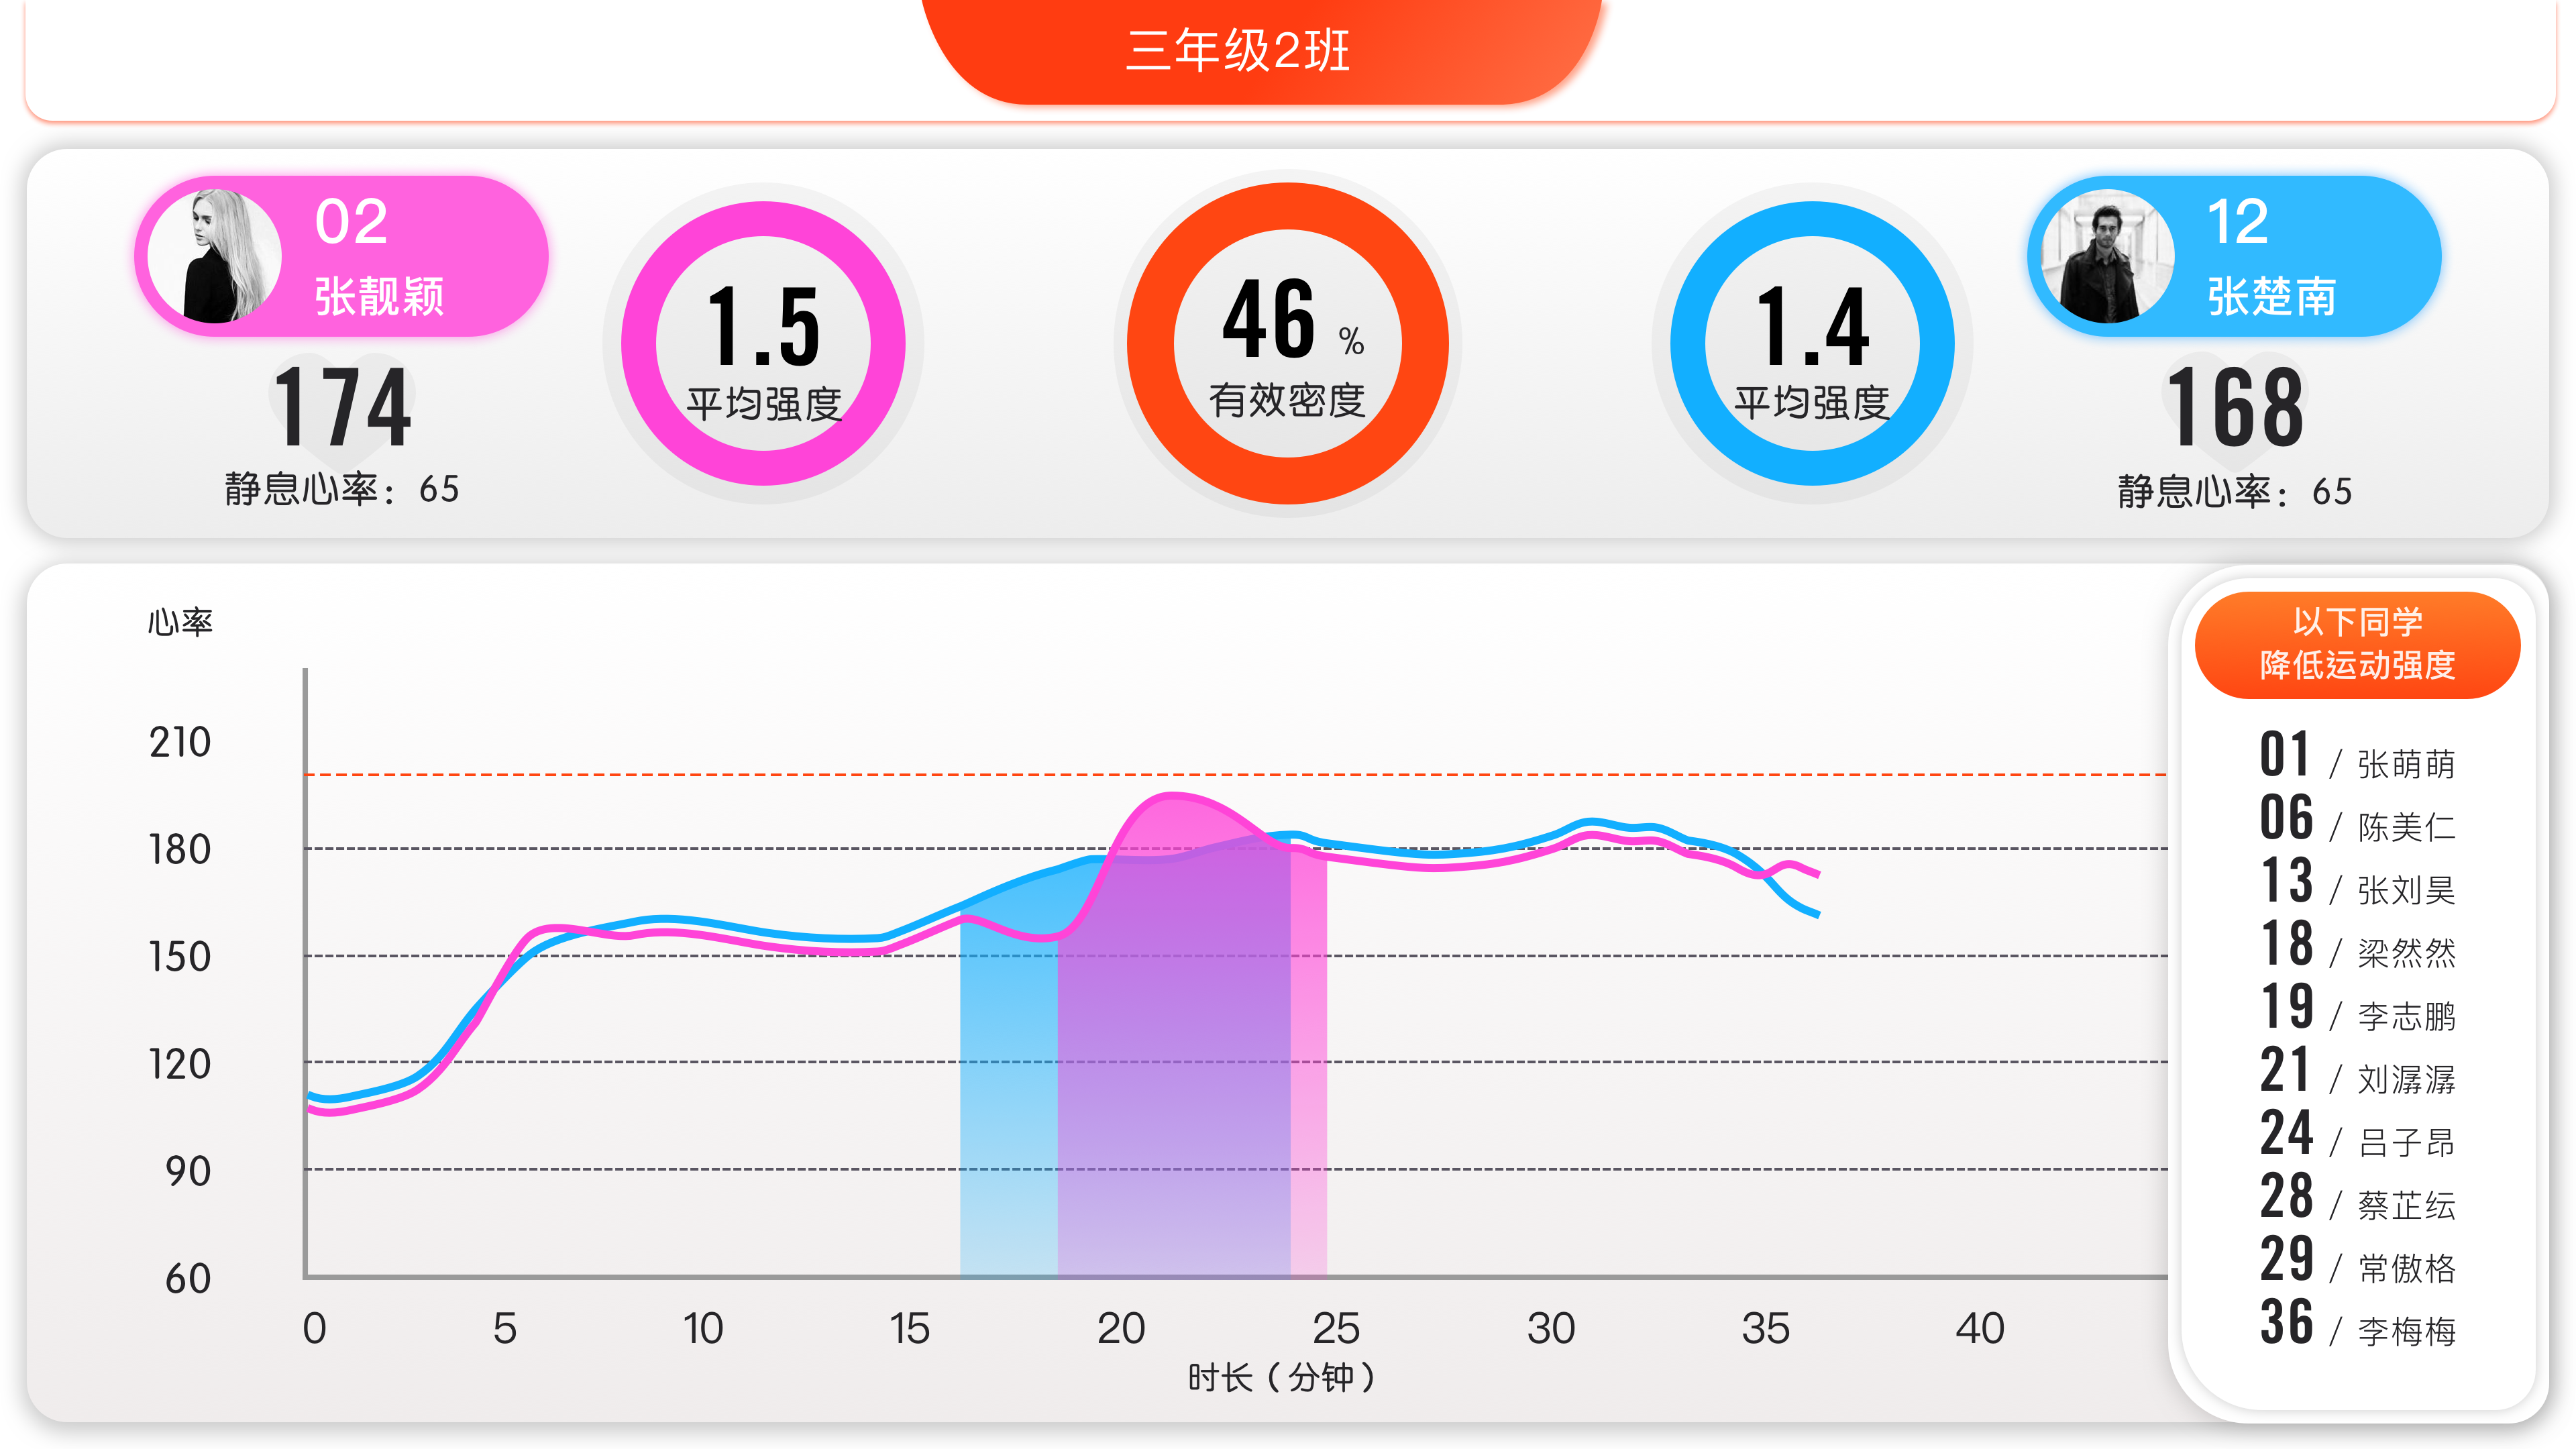 三年级2班
02
张靓颖
174
静息心率：65
1.5
平均强度
46 %
有效密度
1.4
平均强度
12
张楚南
168
静息心率：65
心率
210
180
150
120
90
60
0 5 10 15 20 25 30 35 40
时长（分钟）
以下同学
降低运动强度
01 / 张萌萌
06 / 陈美仁
13 / 张刘昊
18 / 梁然然
19 / 李志鹏
21 / 刘潺潺
24 / 吕子昂
28 / 蔡芷纭
29 / 常傲格
36 / 李梅梅